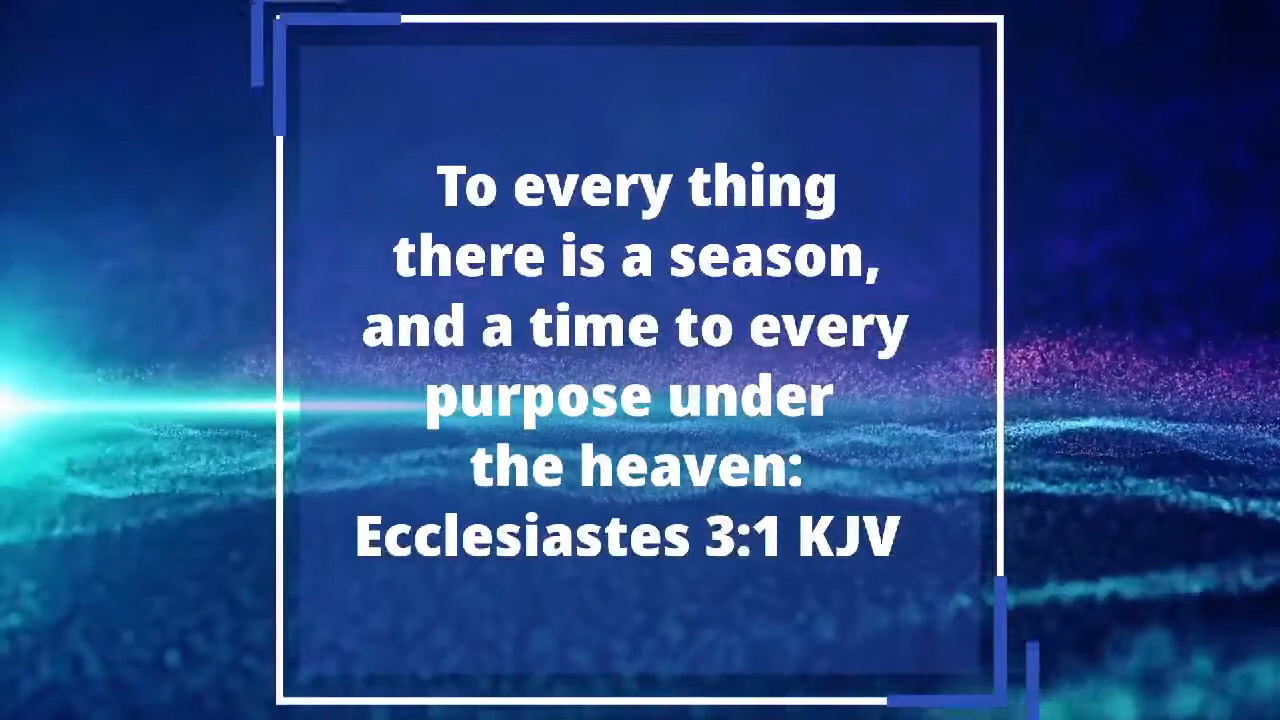 To every thing
there is a season,
and a time to every
purpose under
the heaven:
Ecclesiastes 3:1 KJV